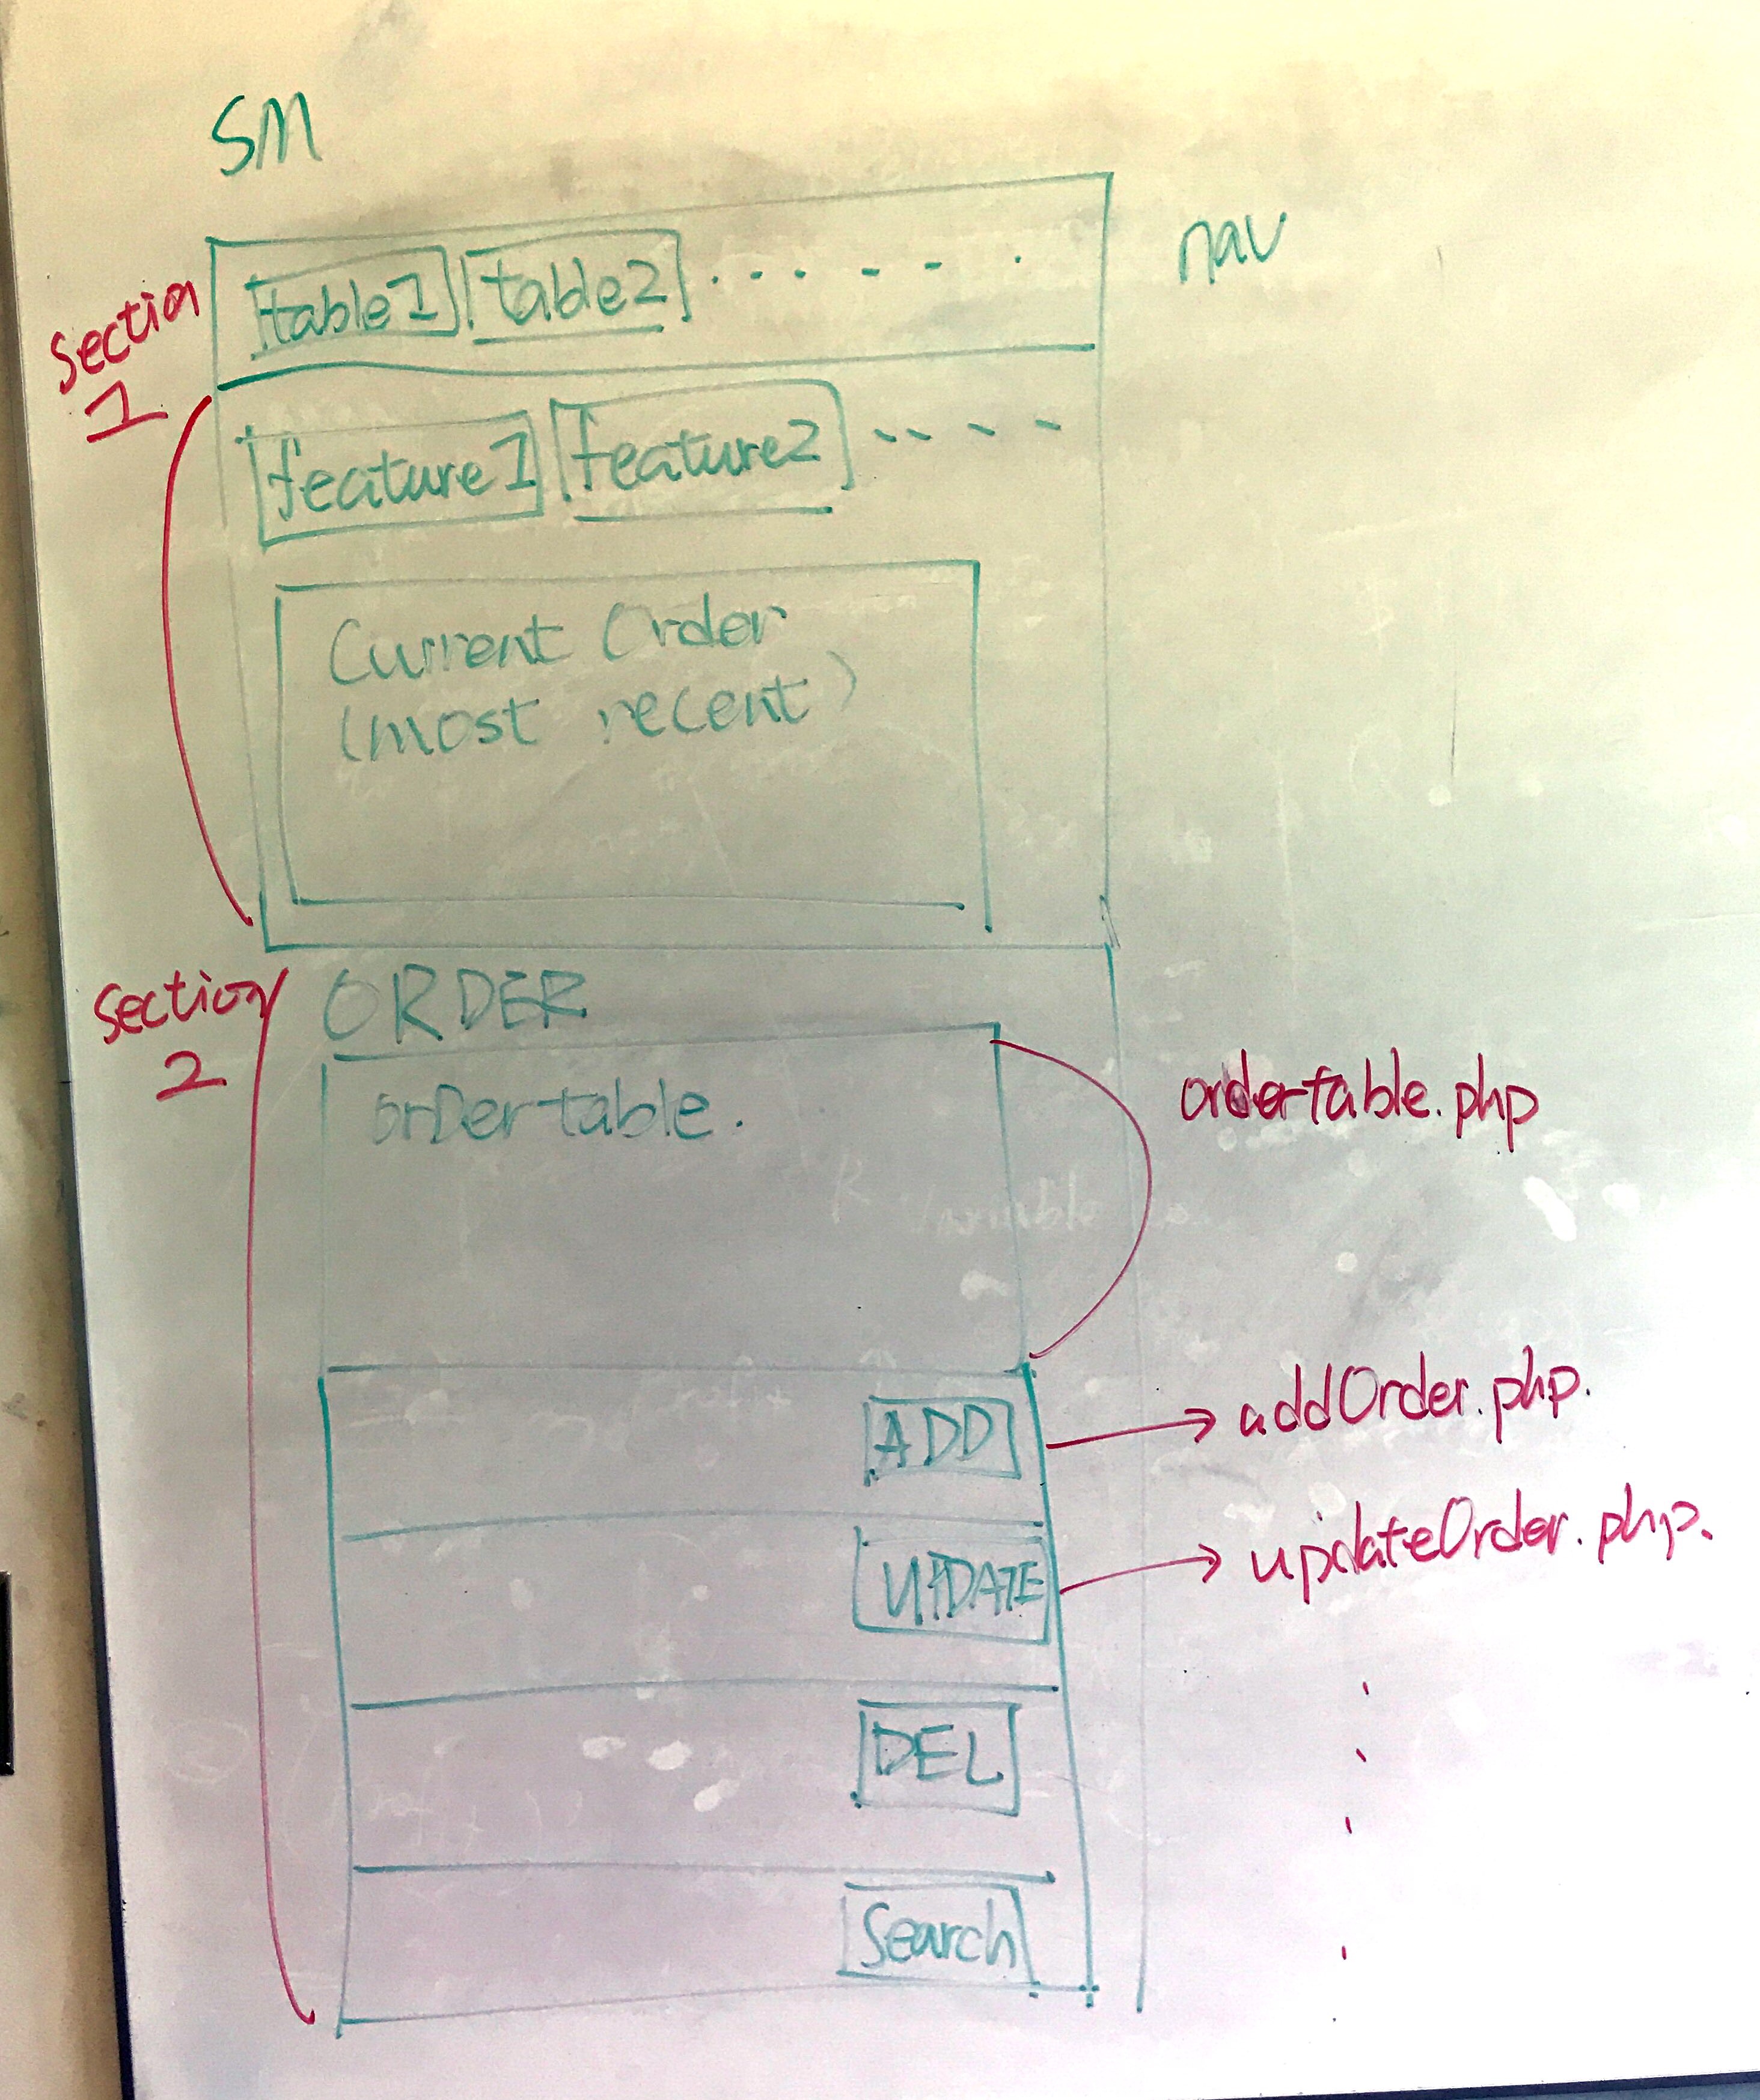 SM
nav
Section
1
table1 table2
feature1 feature2
Current Order
(most recent)
Section
2
ORDER
orDertable.
ordertable.php
ADD
addOrder.php.
UPDATE
updateOrder.php.
DEL
Search